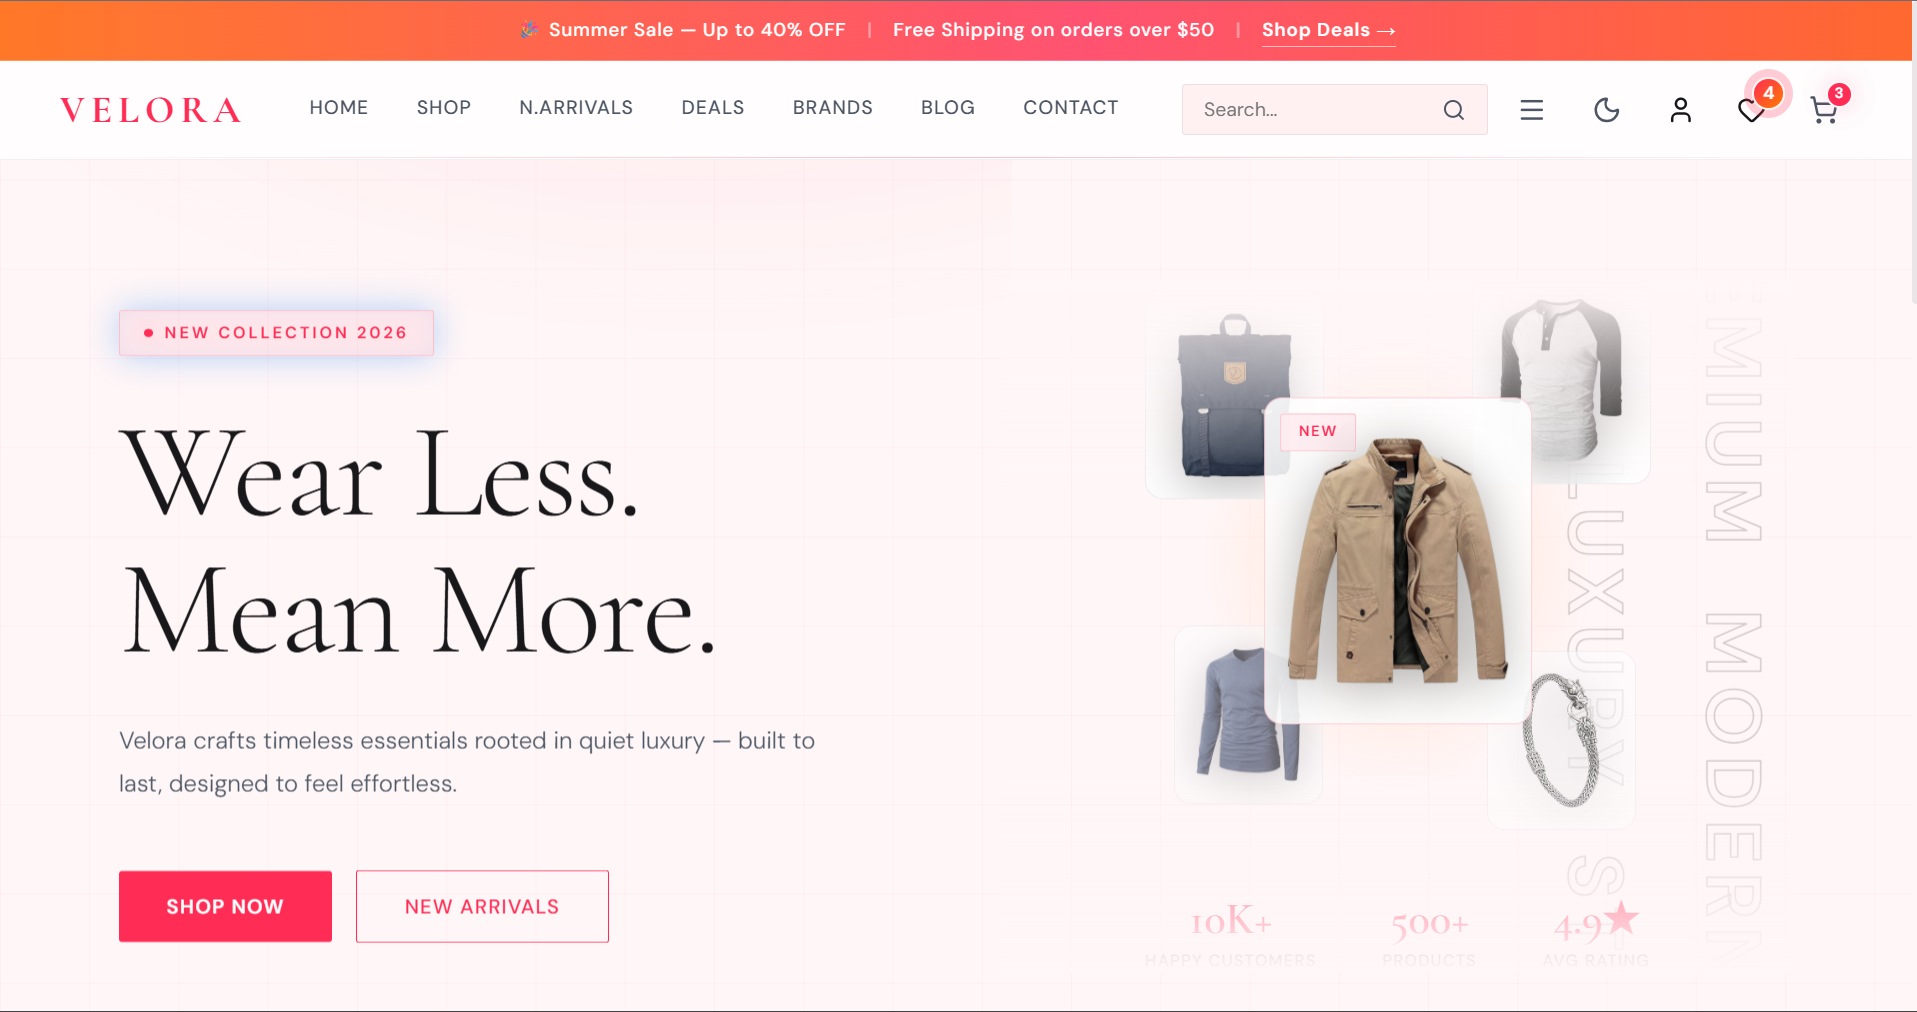 🎉 Summer Sale — Up to 40% OFF | Free Shipping on orders over $50 | Shop Deals →
VELORA HOME SHOP N.ARRIVALS DEALS BRANDS BLOG CONTACT Search... 4 3
NEW COLLECTION 2026
Wear Less.
Mean More.
Velora crafts timeless essentials rooted in quiet luxury — built to
last, designed to feel effortless.
SHOP NOW NEW ARRIVALS
NEW
LUXURY
MIUM MODERN
10K+ 500+ 4.9★
HAPPY CUSTOMERS PRODUCTS AVG RATING